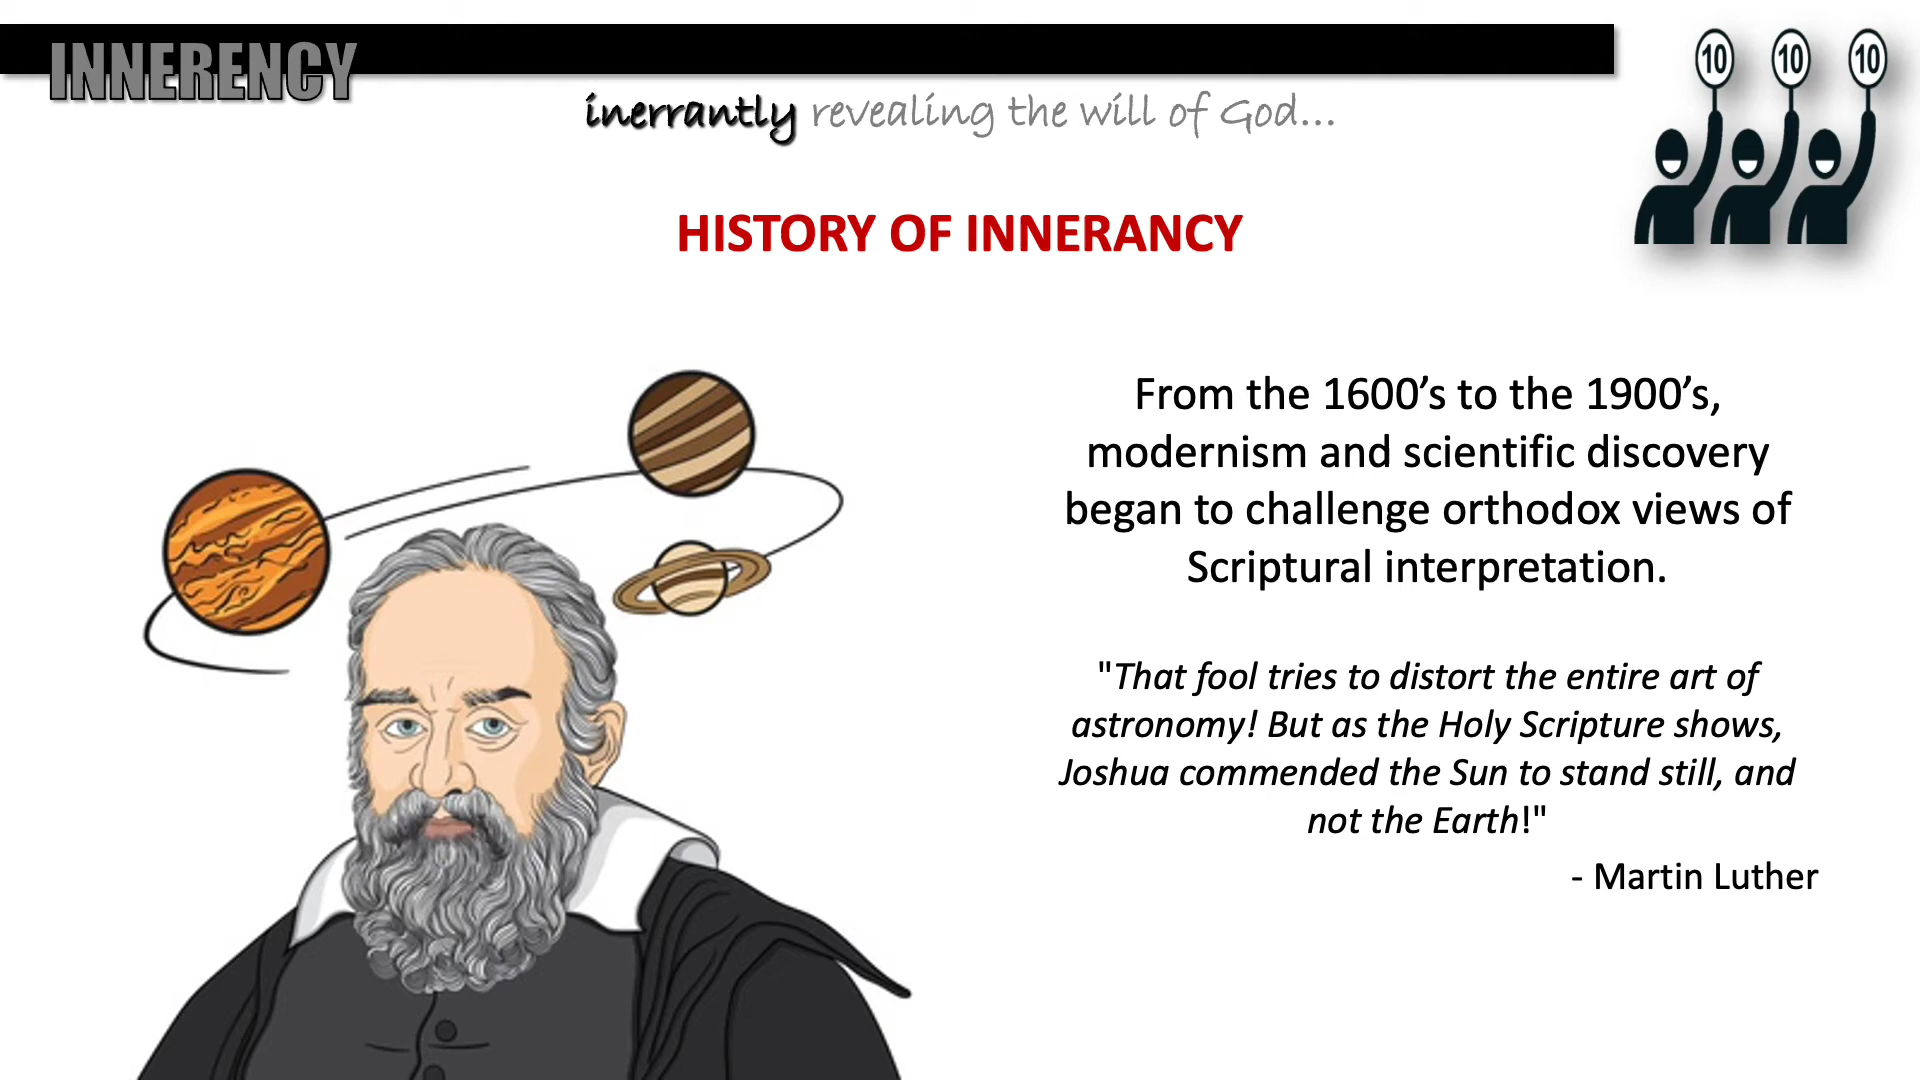 INNERENCY
10 10 10
inerrantly revealing the will of God...
HISTORY OF INNERANCY
From the 1600’s to the 1900’s,
modernism and scientific discovery
began to challenge orthodox views of
Scriptural interpretation.
"That fool tries to distort the entire art of
astronomy! But as the Holy Scripture shows,
Joshua commended the Sun to stand still, and
not the Earth!"
- Martin Luther